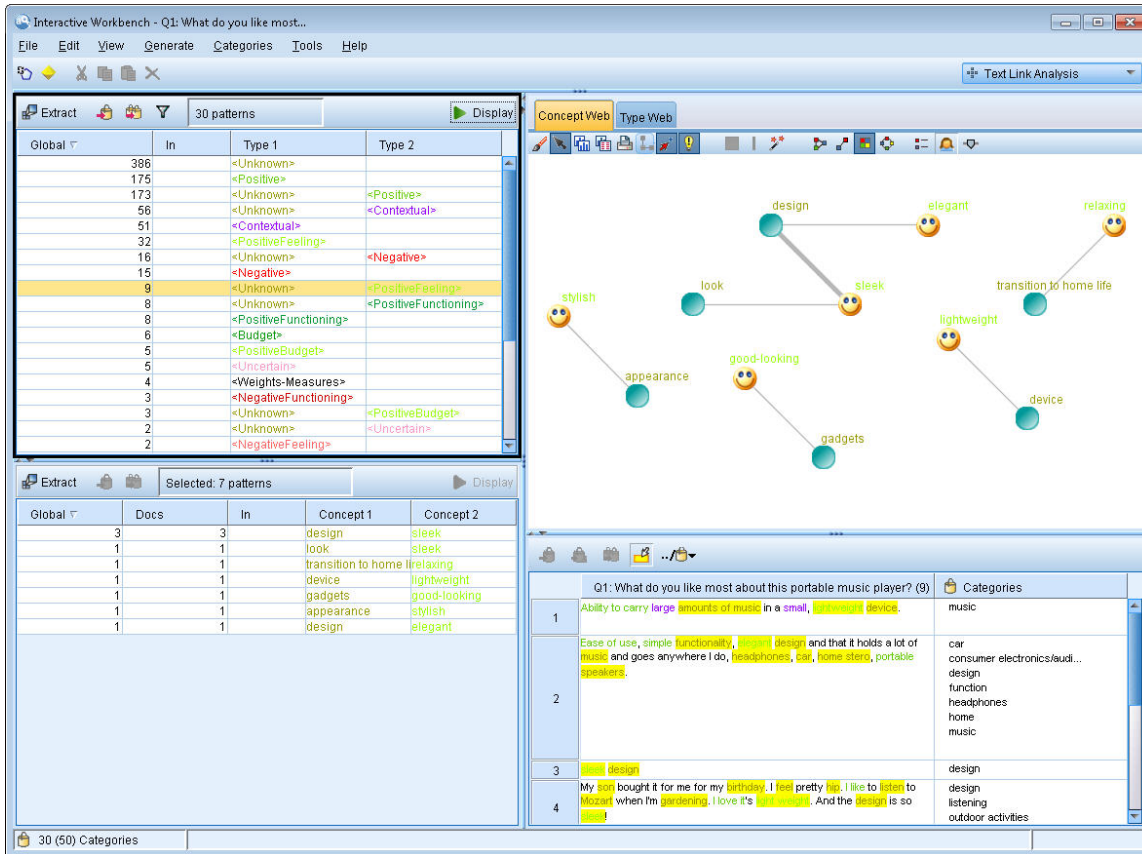 Interactive Workbench - Q1: What do you like most...
File Edit View Generate Categories Tools Help
Text Link Analysis
Extract 30 patterns Display
Global In Type 1 Type 2
386 <Unknown>
175 <Positive>
173 <Unknown> <Positive>
56 <Unknown> <Contextual>
51 <Contextual>
32 <PositiveFeeling>
16 <Unknown> <Negative>
15 <Negative>
9 <Unknown> <PositiveFeeling>
8 <Unknown> <PositiveFunctioning>
8 <PositiveFunctioning>
6 <Budget>
5 <PositiveBudget>
5 <Uncertain>
4 <Weights-Measures>
3 <NegativeFunctioning>
3 <Unknown> <PositiveBudget>
2 <Unknown> <Uncertain>
2 <NegativeFeeling>
Extract Selected: 7 patterns Display
Global Docs In Concept 1 Concept 2
3 3 design sleek
1 1 look sleek
1 1 transition to home li relaxing
1 1 device lightweight
1 1 gadgets good-looking
1 1 appearance stylish
1 1 design elegant
Concept Web Type Web
design elegant relaxing
look sleek transition to home life
stylish
lightweight
good-looking
appearance
device
gadgets
../
Q1: What do you like most about this portable music player? (9) Categories
1 Ability to carry large amounts of music in a small, lightweight device. music
2 Ease of use, simple functionality, elegant design and that it holds a lot of
music and goes anywhere I do, headphones, car, home stero, portable
speakers.
car
consumer electronics/audi...
design
function
headphones
home
music
3 sleek design design
4 My son bought it for me for my birthday. I feel pretty hip. I like to listen to
Mozart when I'm gardening. I love it's light weight. And the design is so
sleek!
design
listening
outdoor activities
30 (50) Categories